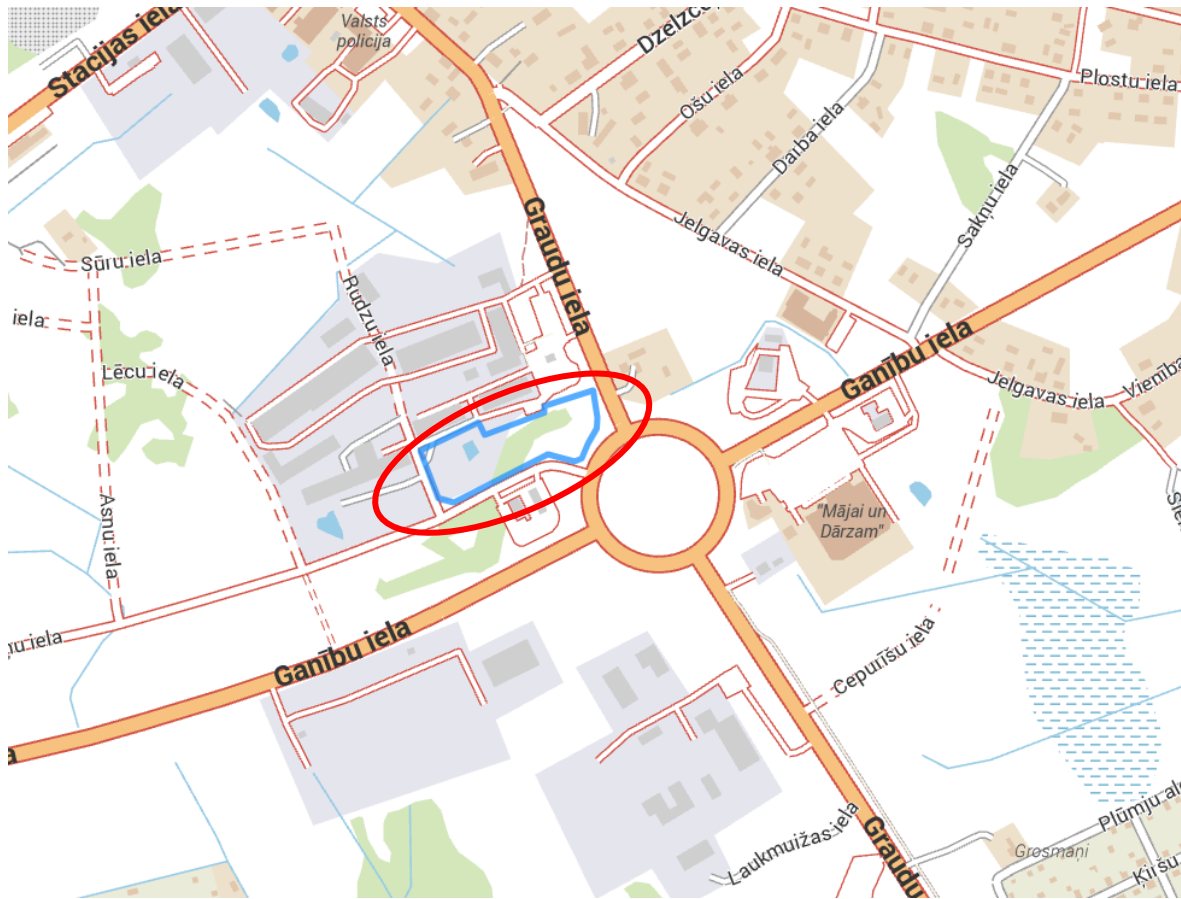 Stacijas iela
Valsts
policija
Dzelzce
Ošu iela
Plostu iela
Darba iela
Sakņu iela
Graudu iela
Jelgavas iela
Sūru iela
Rudzu iela
iela
Ganību iela
Lēcu iela
Jelgavas iela
Vienība
Asnu iela
"Mājai un
Dārzam"
iela
Ganību iela
Cepurīšu iela
Laukmuižas iela
Graudu
Plūmju al
Grosmaņi
Ķiršu